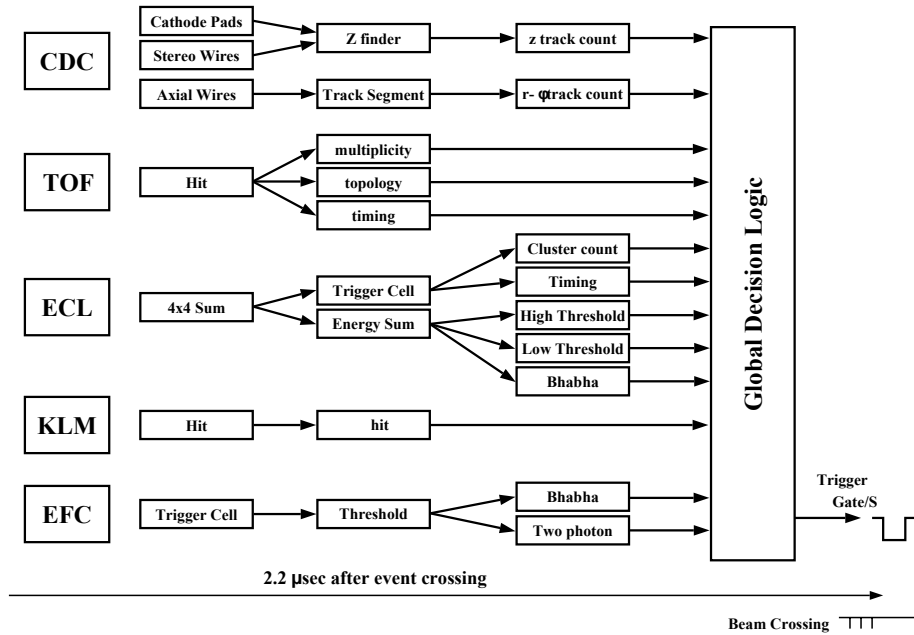 CDC
Cathode Pads
Stereo Wires
Z finder
z track count
Axial Wires
Track Segment
r- φtrack count
TOF
Hit
multiplicity
topology
timing
ECL
4x4 Sum
Trigger Cell
Energy Sum
Cluster count
Timing
High Threshold
Low Threshold
Bhabha
KLM
Hit
hit
EFC
Trigger Cell
Threshold
Bhabha
Two photon
Global Decision Logic
Trigger
Gate/S
2.2 μsec after event crossing
Beam Crossing